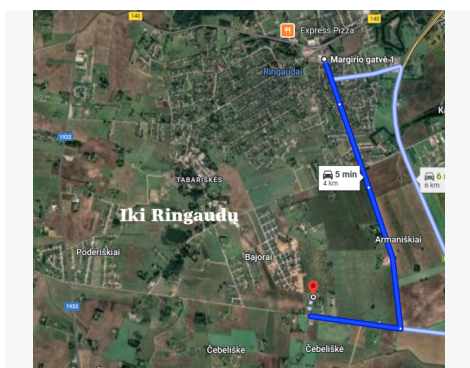 140
140
Express Pizza
Margirio gatvė 1
Ringaudai
1932
5 min
4 km
6 km
TABARIŠKĖS
Iki Ringaudų
Armaniškiai
Poderiškiai
Bajorai
1932
Čebeliškė
Čebeliškė